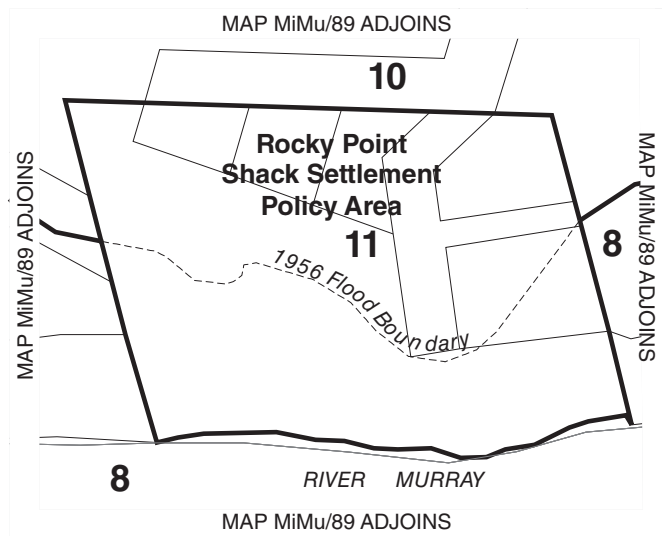 MAP MiMu/89 ADJOINS
10
Rocky Point
Shack Settlement
Policy Area
11
MAP MiMu/89 ADJOINS
MAP MiMu/89 ADJOINS
8
1956 Flood Boundary
8
RIVER MURRAY
MAP MiMu/89 ADJOINS